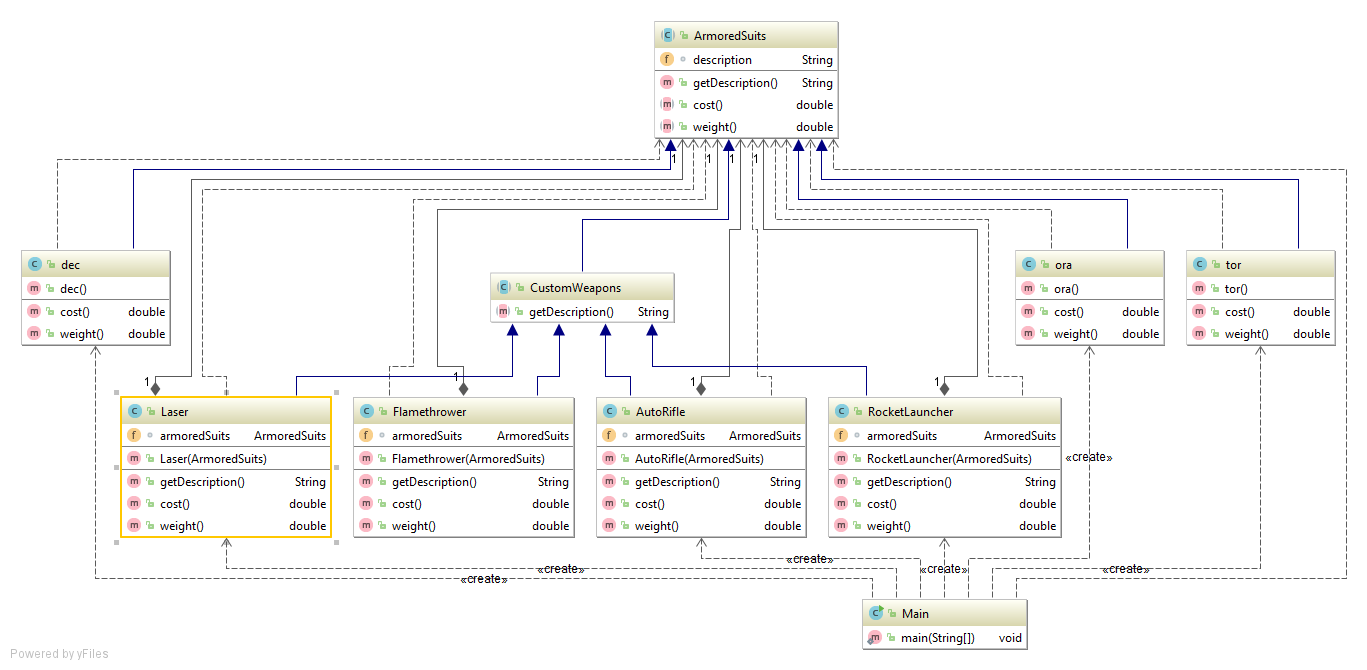 ArmoredSuits
description String
getDescription() String
cost() double
weight() double
1 1 1 1
dec
dec()
cost() double
weight() double
CustomWeapons
getDescription() String
ora
ora()
cost() double
weight() double
tor
tor()
cost() double
weight() double
1 1 1 1
Laser
armoredSuits ArmoredSuits
Laser(ArmoredSuits)
getDescription() String
cost() double
weight() double
Flamethrower
armoredSuits ArmoredSuits
Flamethrower(ArmoredSuits)
getDescription() String
cost() double
weight() double
AutoRifle
armoredSuits ArmoredSuits
AutoRifle(ArmoredSuits)
getDescription() String
cost() double
weight() double
RocketLauncher
armoredSuits ArmoredSuits
RocketLauncher(ArmoredSuits)
getDescription() String
cost() double
weight() double
«create»
«create»
«create»
«create»
«create»
«create»
Main
main(String[]) void
Powered by yFiles